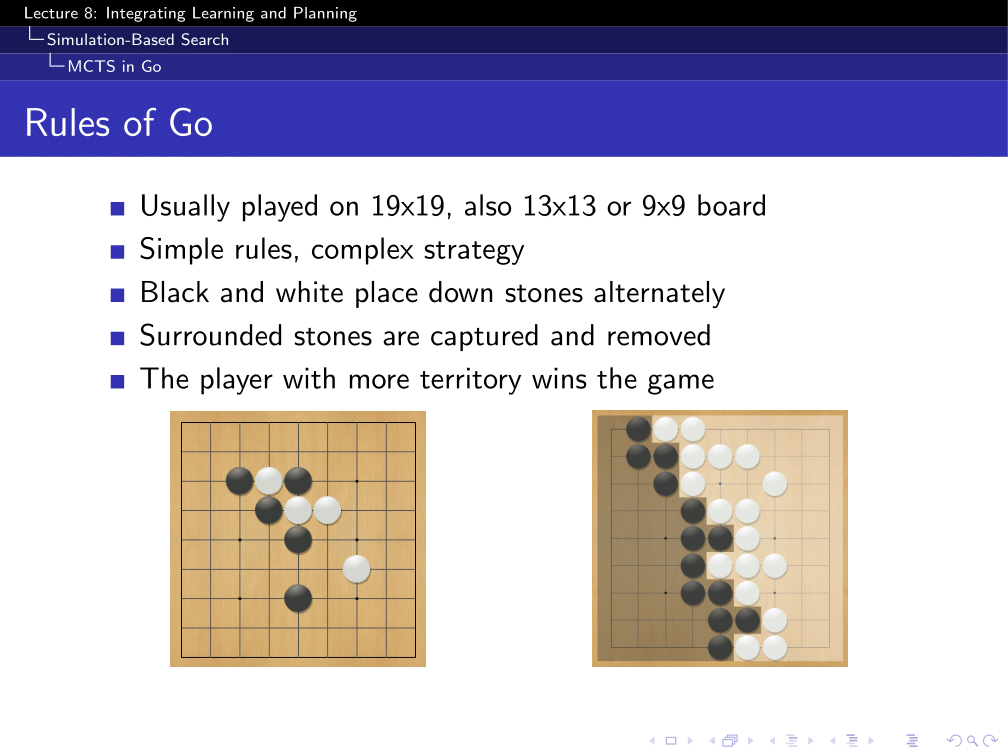 Lecture 8: Integrating Learning and Planning
Simulation-Based Search
MCTS in Go
Rules of Go
Usually played on 19x19, also 13x13 or 9x9 board
Simple rules, complex strategy
Black and white place down stones alternately
Surrounded stones are captured and removed
The player with more territory wins the game